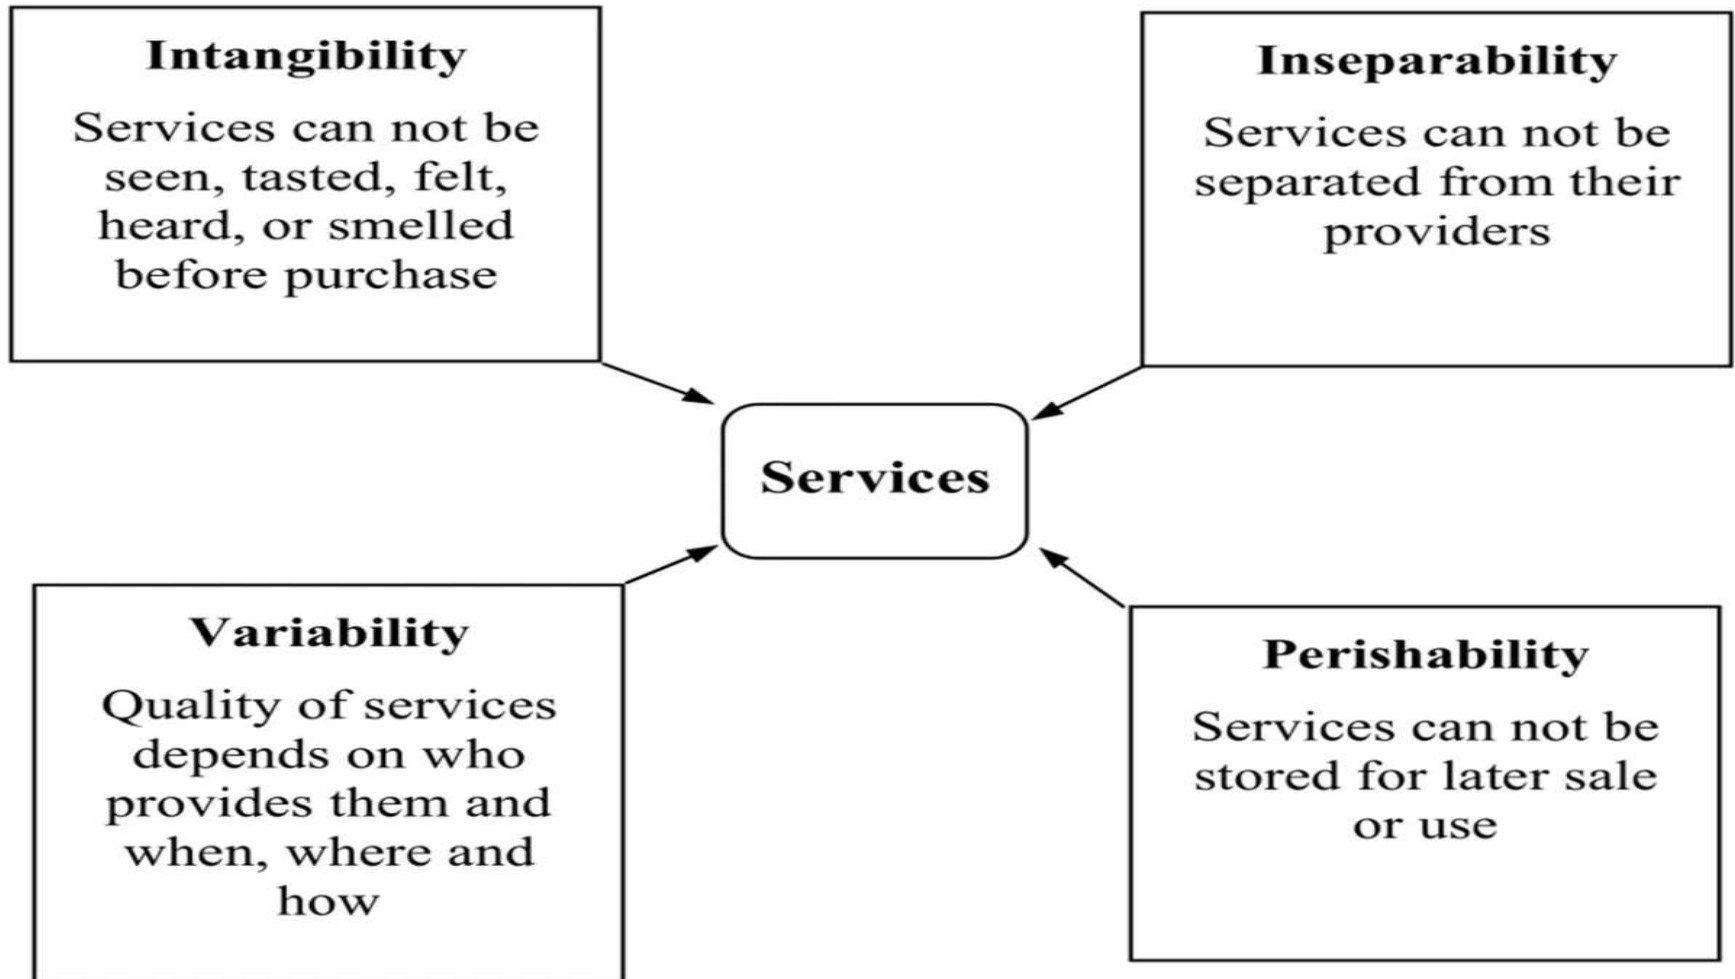 Intangibility
Services can not be
seen, tasted, felt,
heard, or smelled
before purchase
Inseparability
Services can not be
separated from their
providers
Services
Variability
Quality of services
depends on who
provides them and
when, where and
how
Perishability
Services can not be
stored for later sale
or use